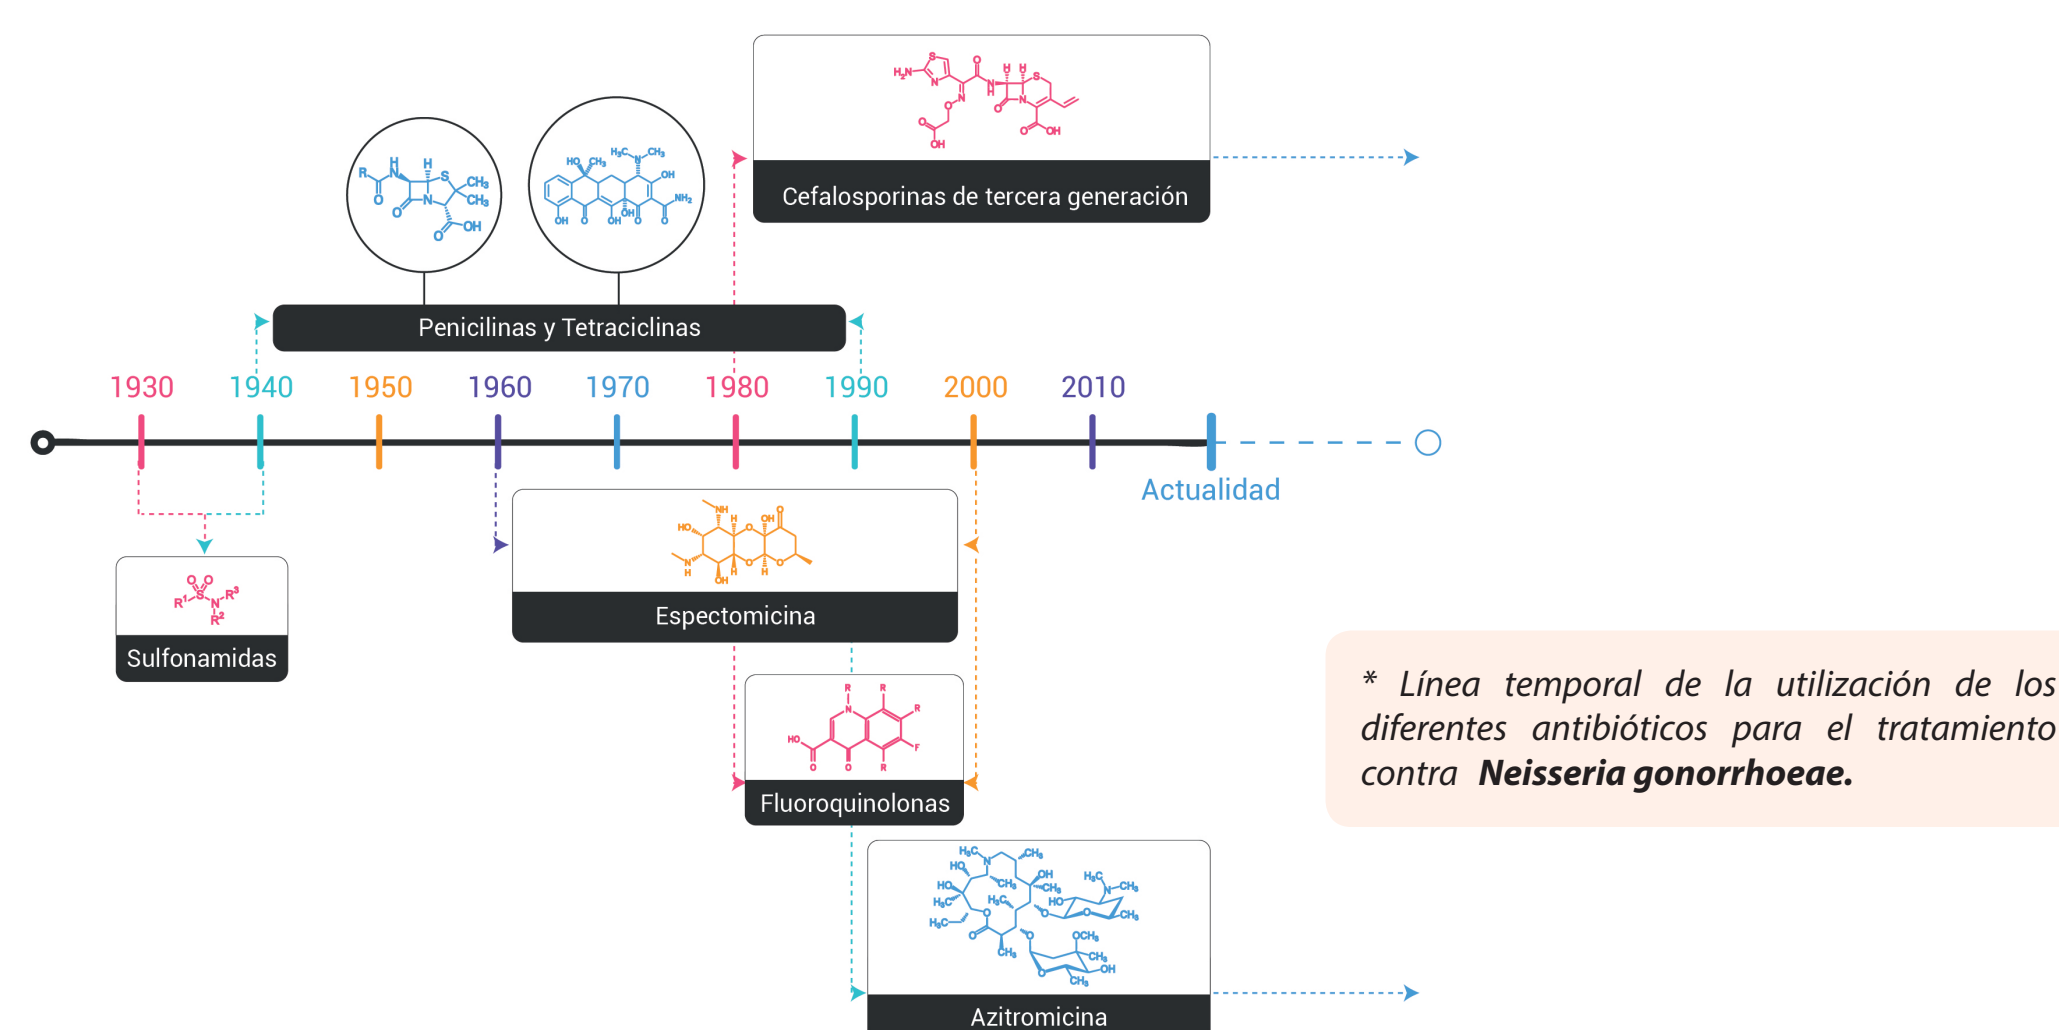 Cefalosporinas de tercera generación
Penicilinas y Tetraciclinas
1930 1940 1950 1960 1970 1980 1990 2000 2010
Actualidad
Espectomicina
Sulfonamidas
Fluoroquinolonas
Azitromicina
* Línea temporal de la utilización de los
diferentes antibióticos para el tratamiento
contra Neisseria gonorrhoeae.